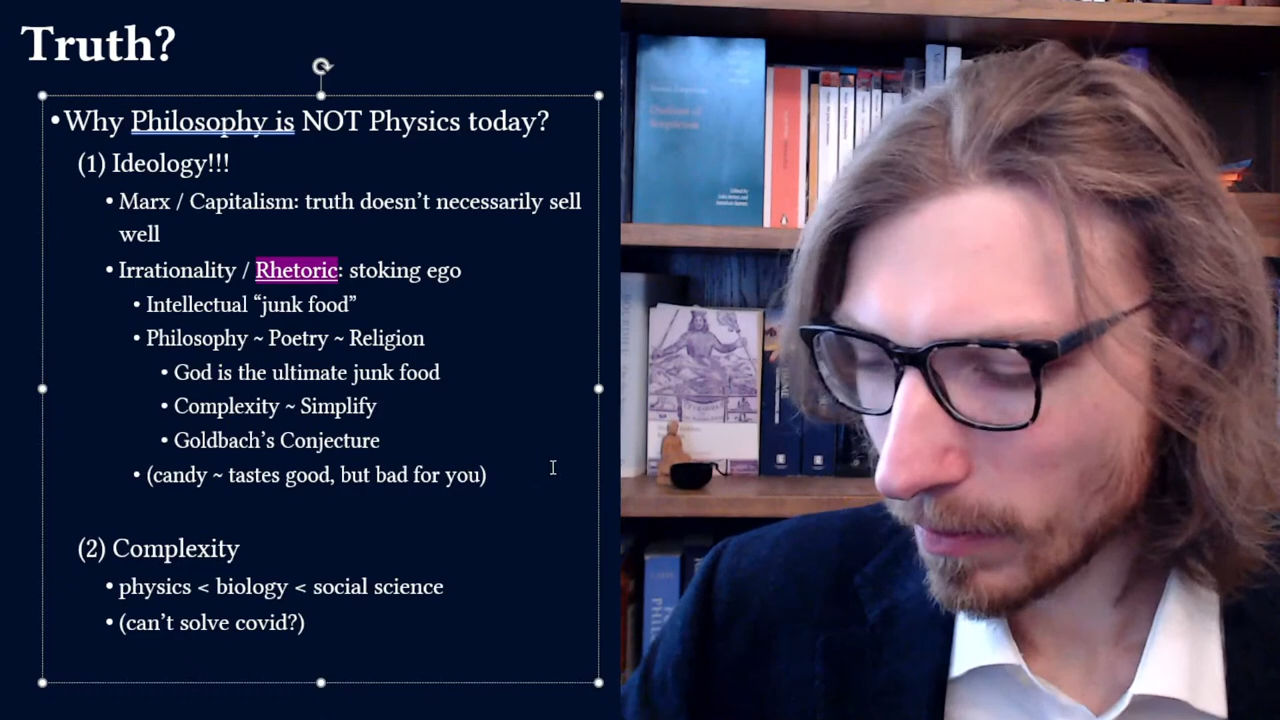 Truth?
•Why Philosophy is NOT Physics today?
(1) Ideology!!!
• Marx / Capitalism: truth doesn’t necessarily sell
well
• Irrationality / Rhetoric: stoking ego
• Intellectual “junk food”
• Philosophy ~ Poetry ~ Religion
• God is the ultimate junk food
• Complexity ~ Simplify
• Goldbach’s Conjecture
• (candy ~ tastes good, but bad for you)
(2) Complexity
• physics < biology < social science
• (can’t solve covid?)